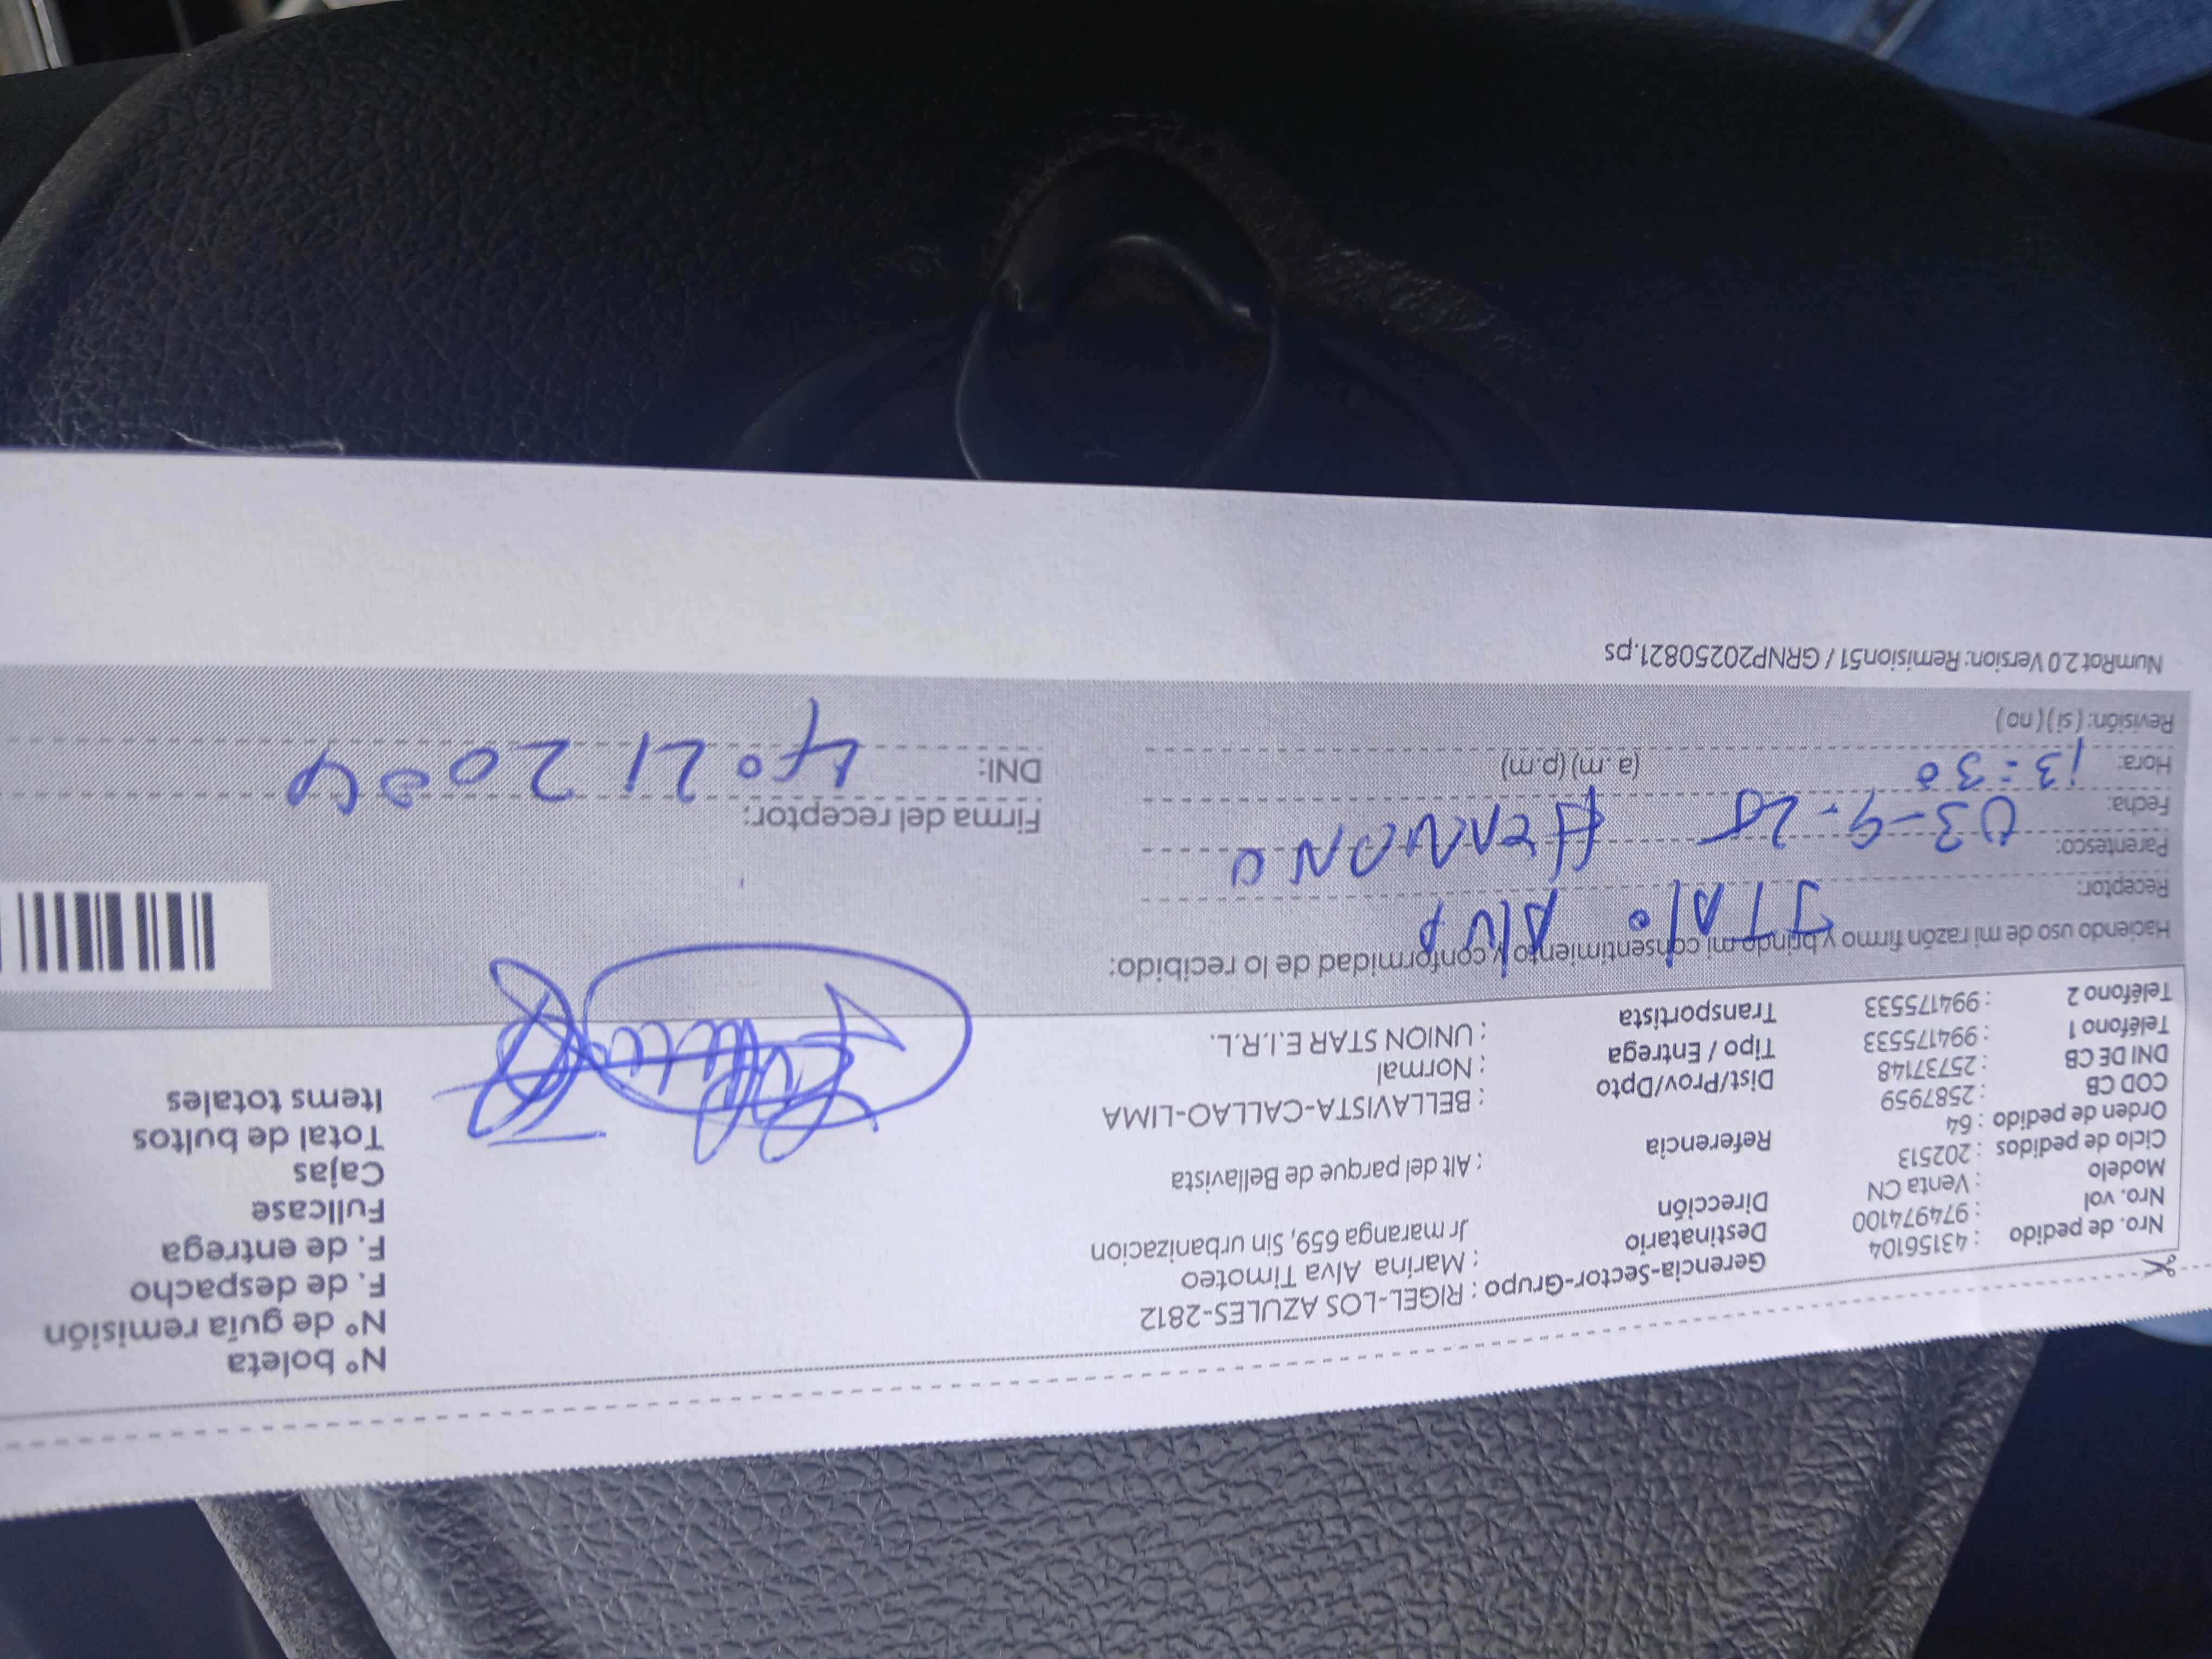 Nº boleta
Nº de guía remisión
F. de despacho
F. de entrega
Fullcase
Cajas
Total de bultos
Items totales
Nro. de pedido : 43156104
Nro. vol : 974974100
Modelo : Venta CN
Ciclo de pedidos : 202513
Orden de pedido : 64
COD CB : 2587959
DNI DE CB : 25737148
Teléfono 1 : 994175533
Teléfono 2 : 994175533
Gerencia-Sector-Grupo : RIGEL-LOS AZULES-2812
Destinatario : Marina Alva Timoteo
Dirección Jr maranga 659, Sin urbanizacion
Referencia : Alt del parque de Bellavista
Dist/Prov/Dpto : BELLAVISTA-CALLAO-LIMA
Tipo / Entrega : Normal
Transportista : UNION STAR E.I.R.L.
Haciendo uso de mi razón firmo y brindo mi consentimiento y conformidad de lo recibido:
Receptor:
Parentesco: HERMANO
Fecha: 03-9-25
Hora: 13:30 (a.m) (p.m)
Revisión: (si) (no)
Firma del receptor:
DNI:
NumRot 2.0 Version: Remision51 / GRNP20250821.ps